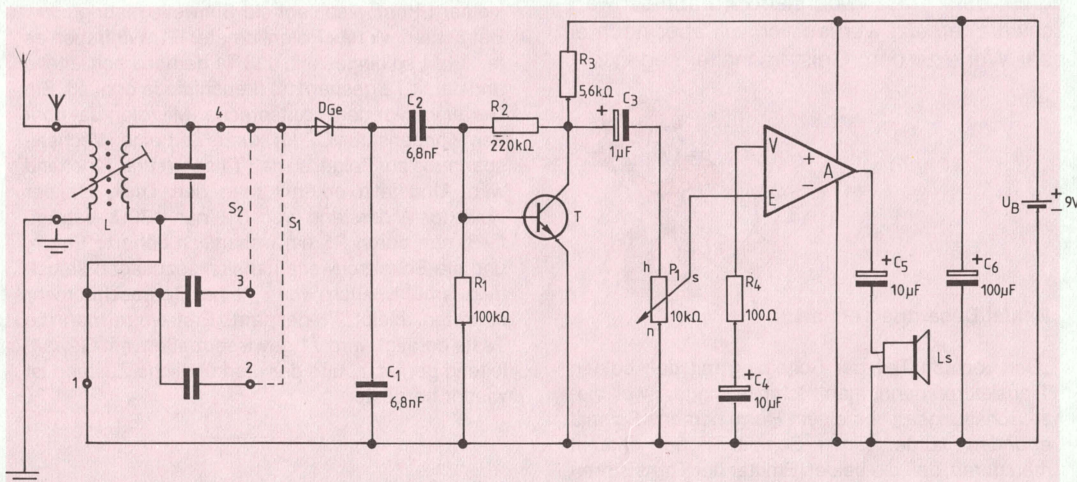 R3
5,6kΩ
4
DGe
C2
6,8nF
R2
220kΩ
C3
+
1µF
V
+
A
−
E
UB
+
−
9V
L
S2
S1
T
3
1
2
R1
100kΩ
C1
6,8nF
h
P1
s
10kΩ
n
R4
100Ω
+
C4
10µF
+
C5
10µF
+
C6
100µF
Ls